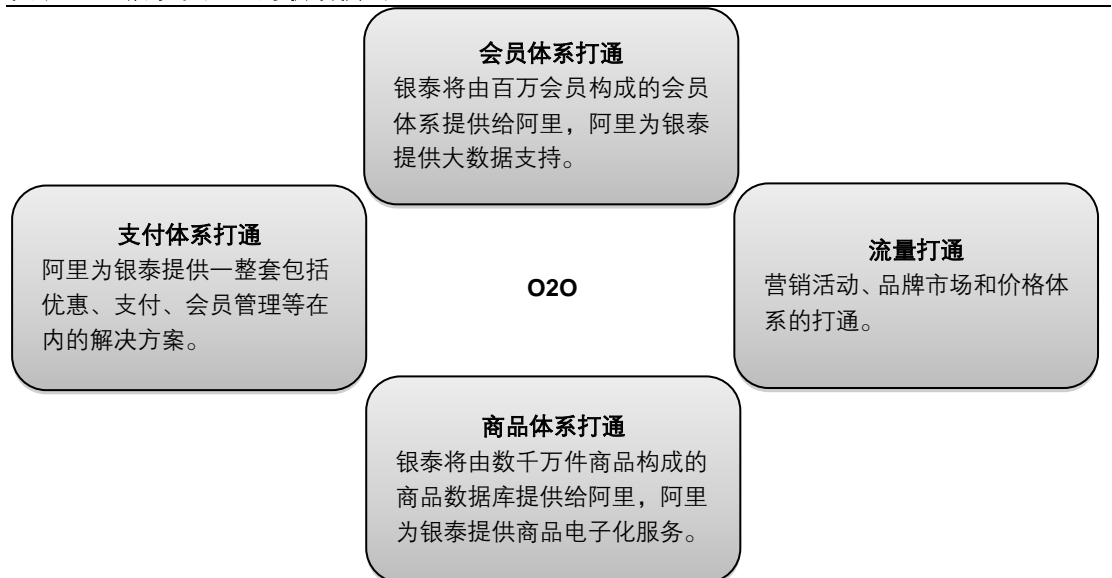 会员体系打通
银泰将由百万会员构成的会员
体系提供给阿里，阿里为银泰
提供大数据支持。
支付体系打通
阿里为银泰提供一整套包括
优惠、支付、会员管理等在
内的解决方案。
O2O
流量打通
营销活动、品牌市场和价格体
系的打通。
商品体系打通
银泰将由数千万件商品构成的
商品数据库提供给阿里，阿里
为银泰提供商品电子化服务。